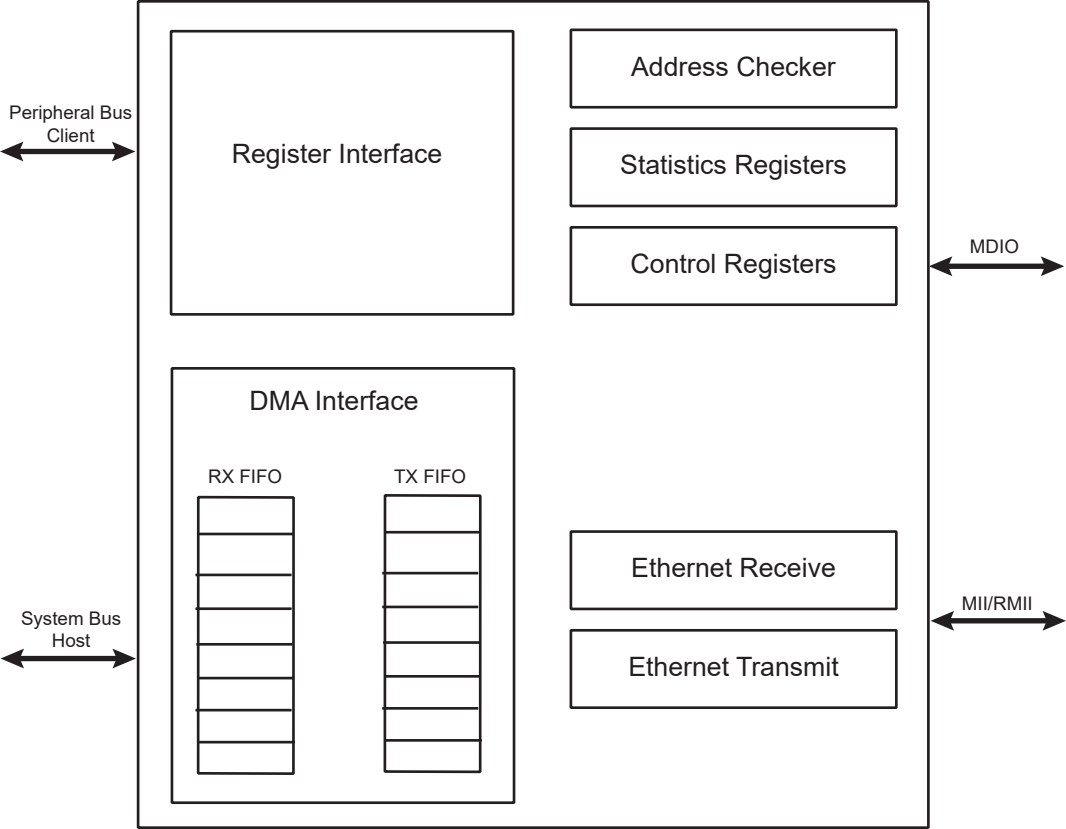 Peripheral Bus
Client
Register Interface
Address Checker
Statistics Registers
Control Registers
MDIO
DMA Interface
RX FIFO
TX FIFO
System Bus
Host
Ethernet Receive
Ethernet Transmit
MII/RMII